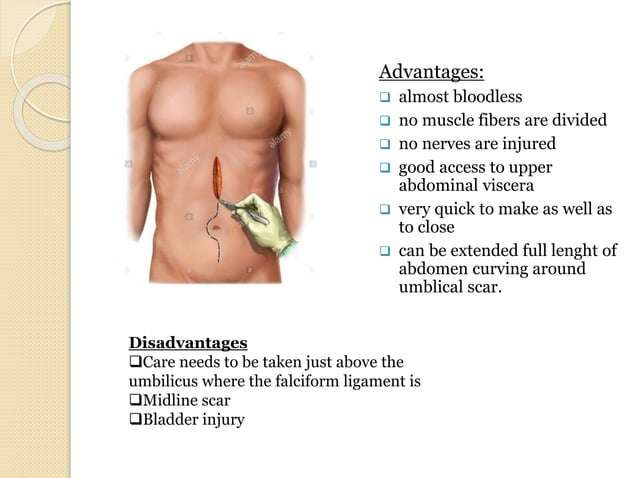 Advantages:
❑ almost bloodless
❑ no muscle fibers are divided
❑ no nerves are injured
❑ good access to upper
abdominal viscera
❑ very quick to make as well as
to close
❑ can be extended full lenght of
abdomen curving around
umblical scar.
alamy
alamy
alamy
Disadvantages
❑Care needs to be taken just above the
umbilicus where the falciform ligament is
❑Midline scar
❑Bladder injury